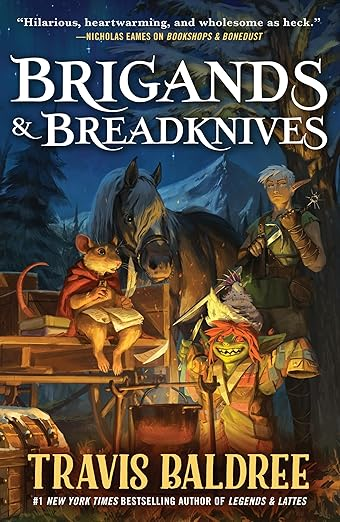 "Hilarious, heartwarming, and wholesome as heck."
—NICHOLAS EAMES ON BOOKSHOPS & BONEDUST
BRIGANDS
& BREADKNIVES
TRAVIS BALDREE
#1 NEW YORK TIMES BESTSELLING AUTHOR OF LEGENDS & LATTES